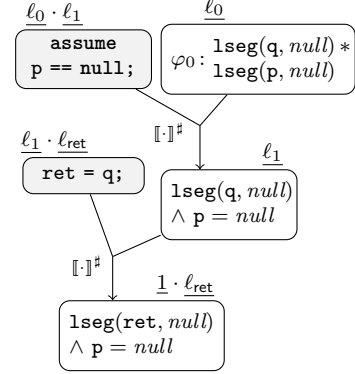 ℓ₀ · ℓ₁
ℓ₀
assume
p == null;
φ₀: lseg(q, null) *
lseg(p, null)
⟦·⟧♯
ℓ₁ · ℓret
ret = q;
ℓ₁
lseg(q, null)
∧ p = null
⟦·⟧♯
1 · ℓret
lseg(ret, null)
∧ p = null